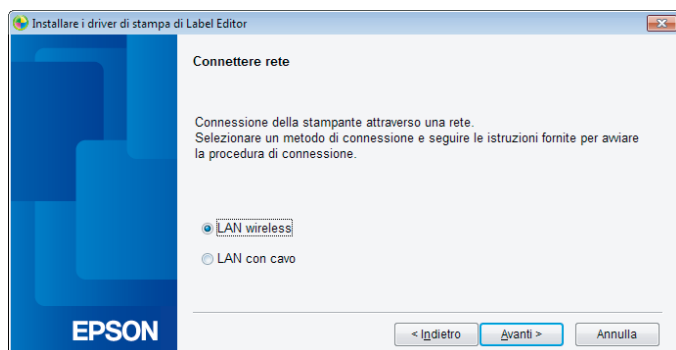 Installare i driver di stampa di Label Editor
Connettere rete
Connessione della stampante attraverso una rete.
Selezionare un metodo di connessione e seguire le istruzioni fornite per avviare
la procedura di connessione.
LAN wireless
LAN con cavo
EPSON
< Indietro
Avanti >
Annulla